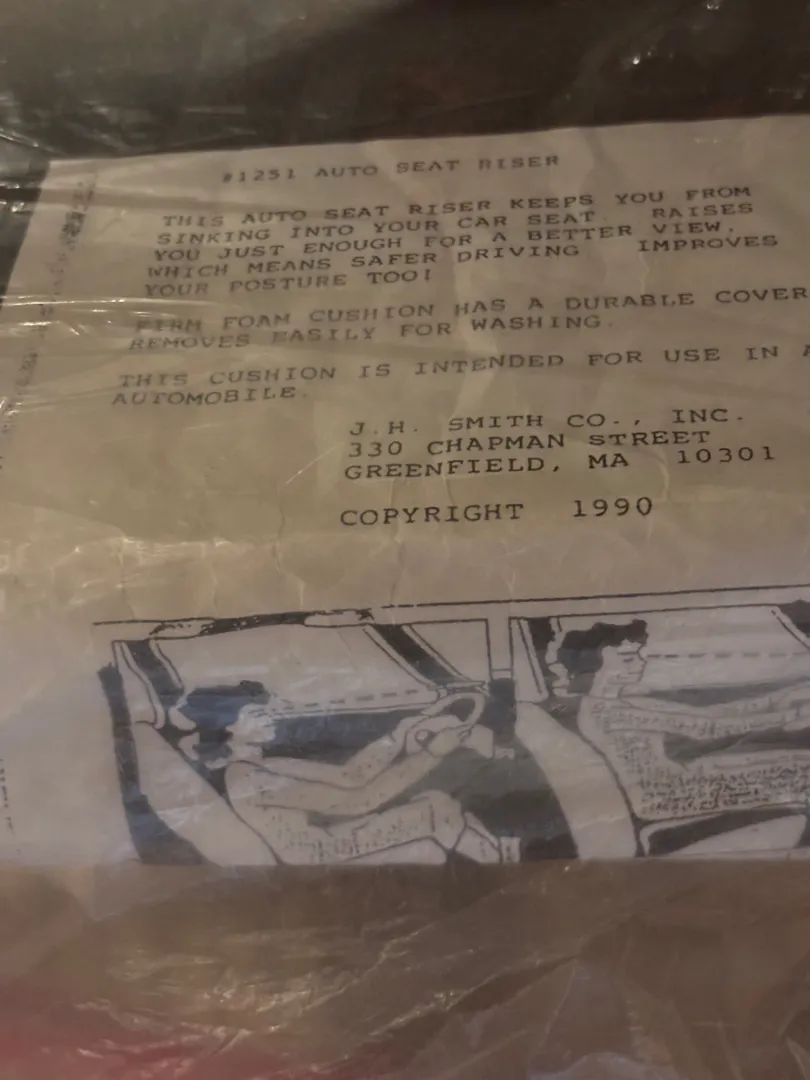 #1251 AUTO SEAT RISER
THIS AUTO SEAT RISER KEEPS YOU FROM
SINKING INTO YOUR CAR SEAT. RAISES
YOU JUST ENOUGH FOR A BETTER VIEW,
WHICH MEANS SAFER DRIVING IMPROVES
YOUR POSTURE TOO!
FIRM FOAM CUSHION HAS A DURABLE COVER
REMOVES EASILY FOR WASHING.
THIS CUSHION IS INTENDED FOR USE IN A
AUTOMOBILE.
J.H. SMITH CO., INC.
330 CHAPMAN STREET
GREENFIELD, MA 10301
COPYRIGHT 1990